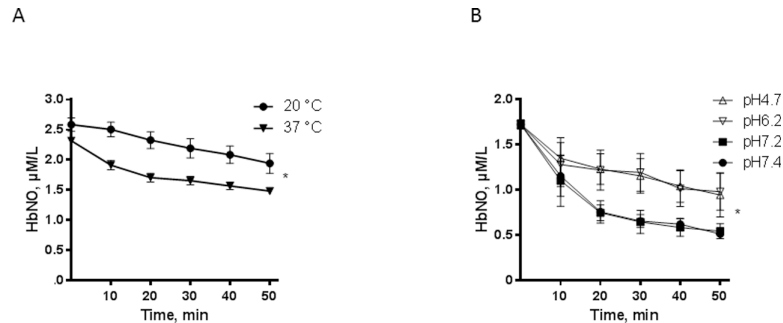 A
HbNO, µM/L
3.0
2.5
2.0
1.5
1.0
0.5
.0
10 20 30 40 50
Time, min
20 °C
37 °C
*
B
HbNO, µM/L
2.0
1.5
1.0
0.5
0
10 20 30 40 50
Time, min
pH4.7
pH6.2
pH7.2
pH7.4
*